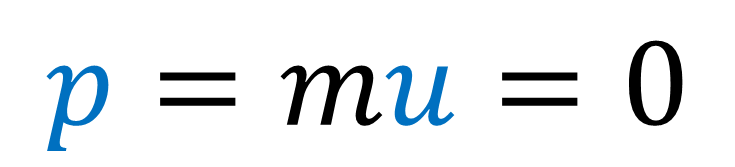 p = mu = 0